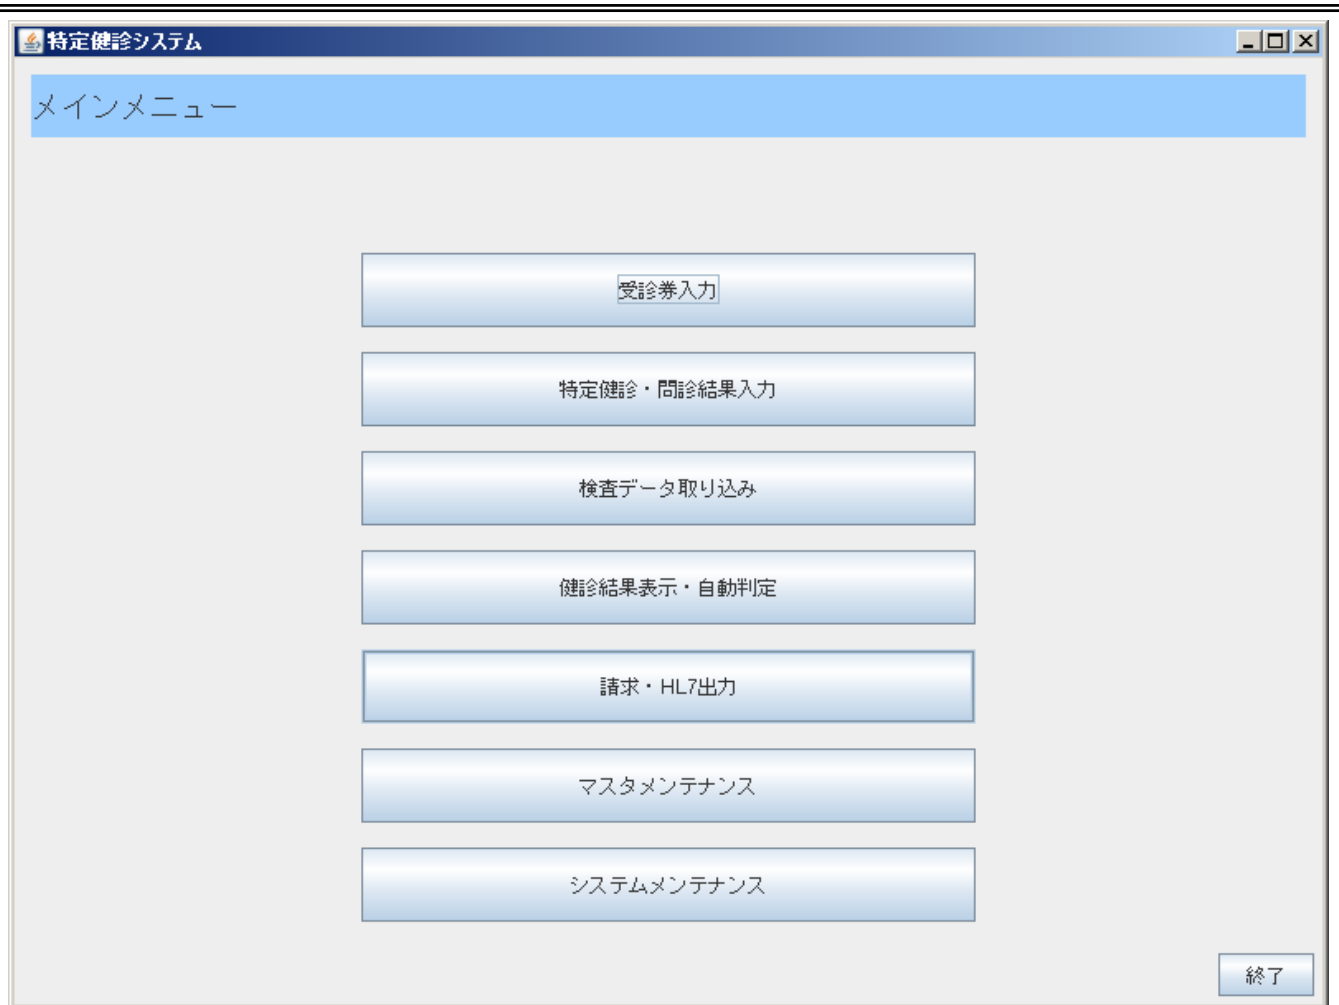 特定健診システム
メインメニュー
受診券入力
特定健診・問診結果入力
検査データ取り込み
健診結果表示・自動判定
請求・HL7出力
マスタメンテナンス
システムメンテナンス
終了